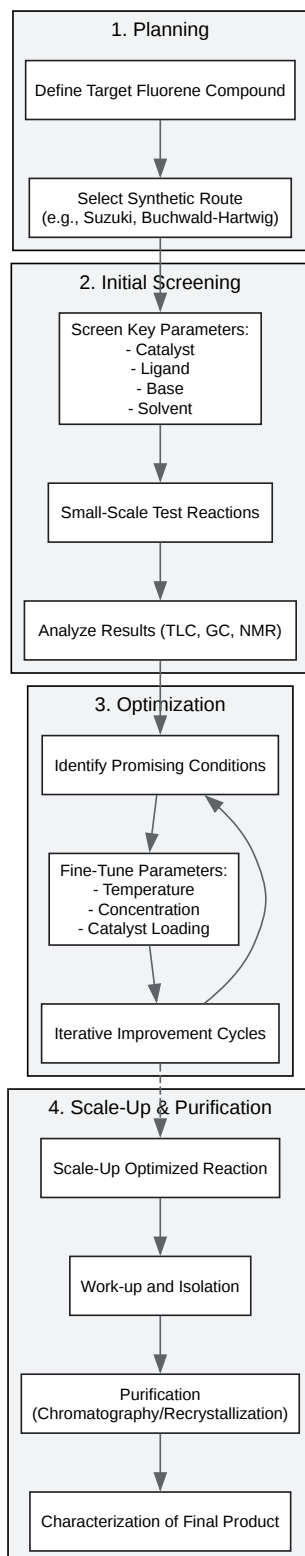 1. Planning
Define Target Fluorene Compound
Select Synthetic Route
(e.g., Suzuki, Buchwald-Hartwig)
2. Initial Screening
Screen Key Parameters:
- Catalyst
- Ligand
- Base
- Solvent
Small-Scale Test Reactions
Analyze Results (TLC, GC, NMR)
3. Optimization
Identify Promising Conditions
Fine-Tune Parameters:
- Temperature
- Concentration
- Catalyst Loading
Iterative Improvement Cycles
4. Scale-Up & Purification
Scale-Up Optimized Reaction
Work-up and Isolation
Purification
(Chromatography/Recrystallization)
Characterization of Final Product